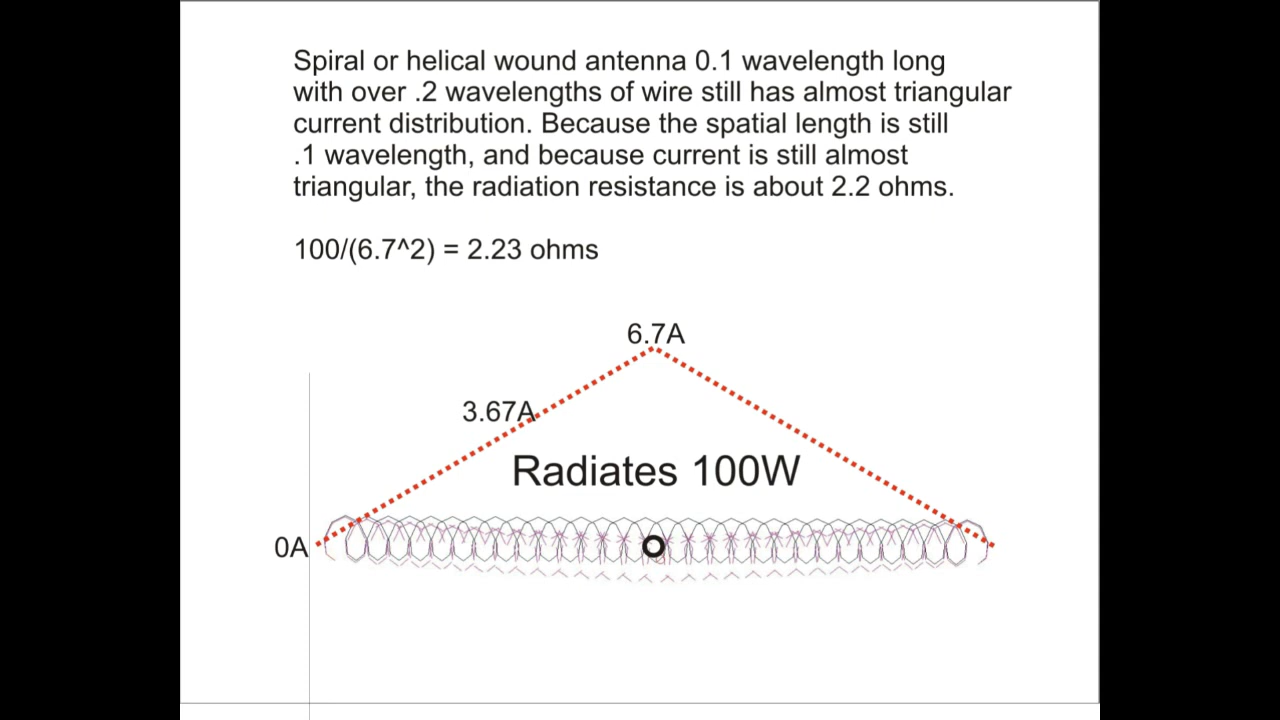 Spiral or helical wound antenna 0.1 wavelength long
with over .2 wavelengths of wire still has almost triangular
current distribution. Because the spatial length is still
.1 wavelength, and because current is still almost
triangular, the radiation resistance is about 2.2 ohms.
100/(6.7^2) = 2.23 ohms
6.7A
3.67A
Radiates 100W
0A